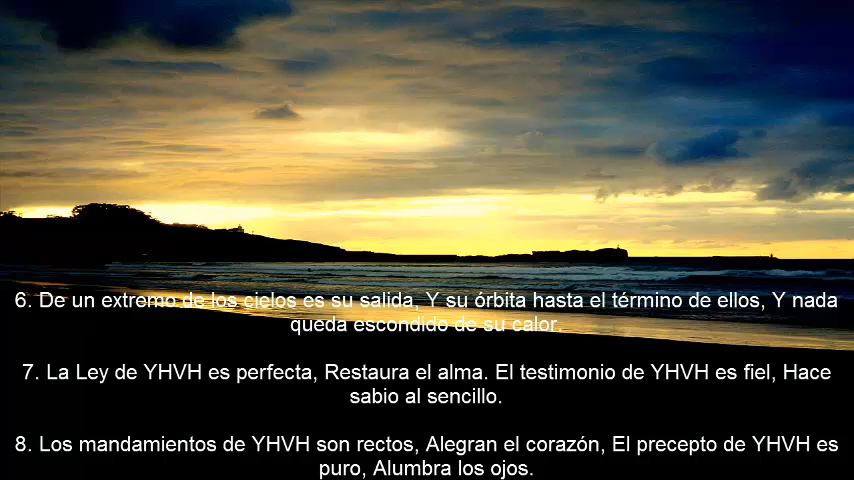 6. De un extremo de los cielos es su salida, Y su órbita hasta el término de ellos, Y nada
queda escondido de su calor.
7. La Ley de YHVH es perfecta, Restaura el alma. El testimonio de YHVH es fiel, Hace
sabio al sencillo.
8. Los mandamientos de YHVH son rectos, Alegran el corazón, El precepto de YHVH es
puro, Alumbra los ojos.